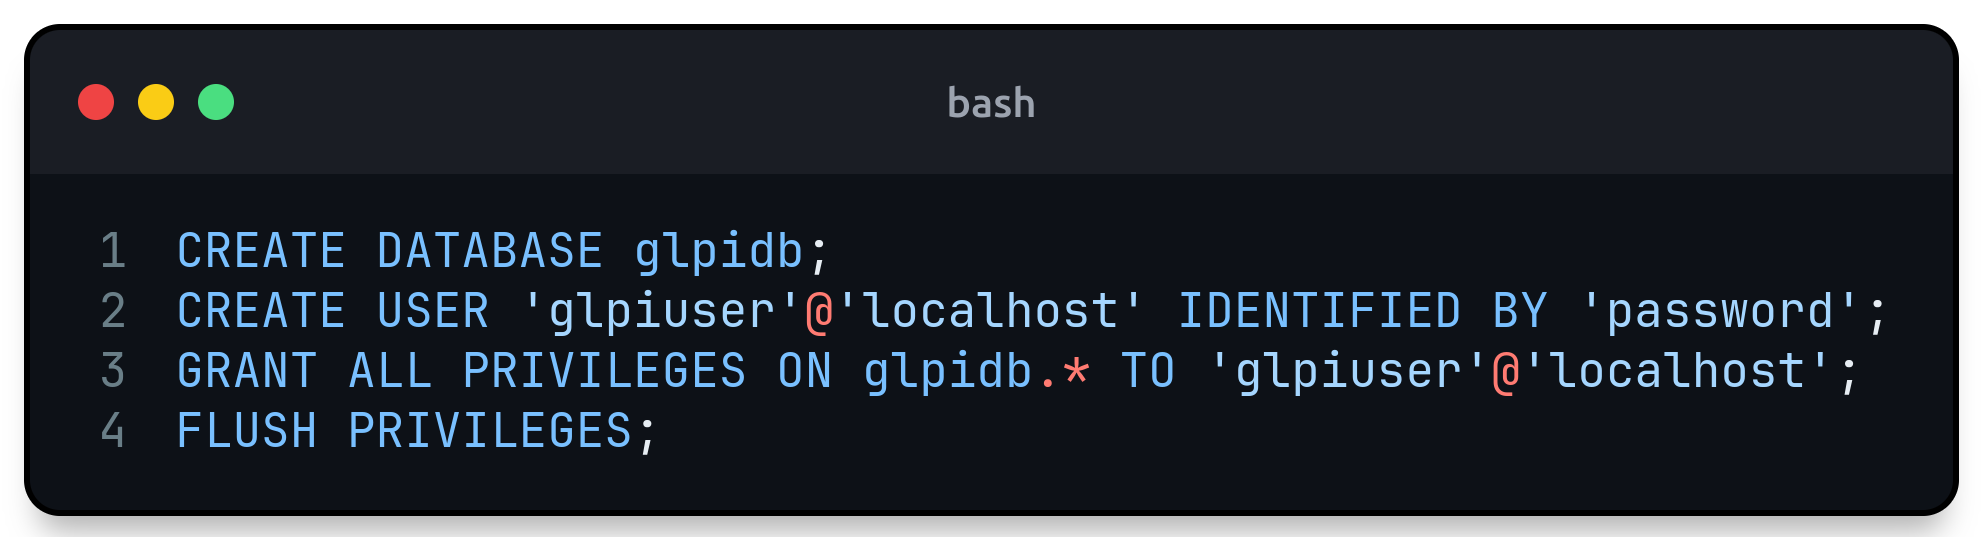 bash
1 CREATE DATABASE glpidb;
2 CREATE USER 'glpiuser'@'localhost' IDENTIFIED BY 'password';
3 GRANT ALL PRIVILEGES ON glpidb.* TO 'glpiuser'@'localhost';
4 FLUSH PRIVILEGES;